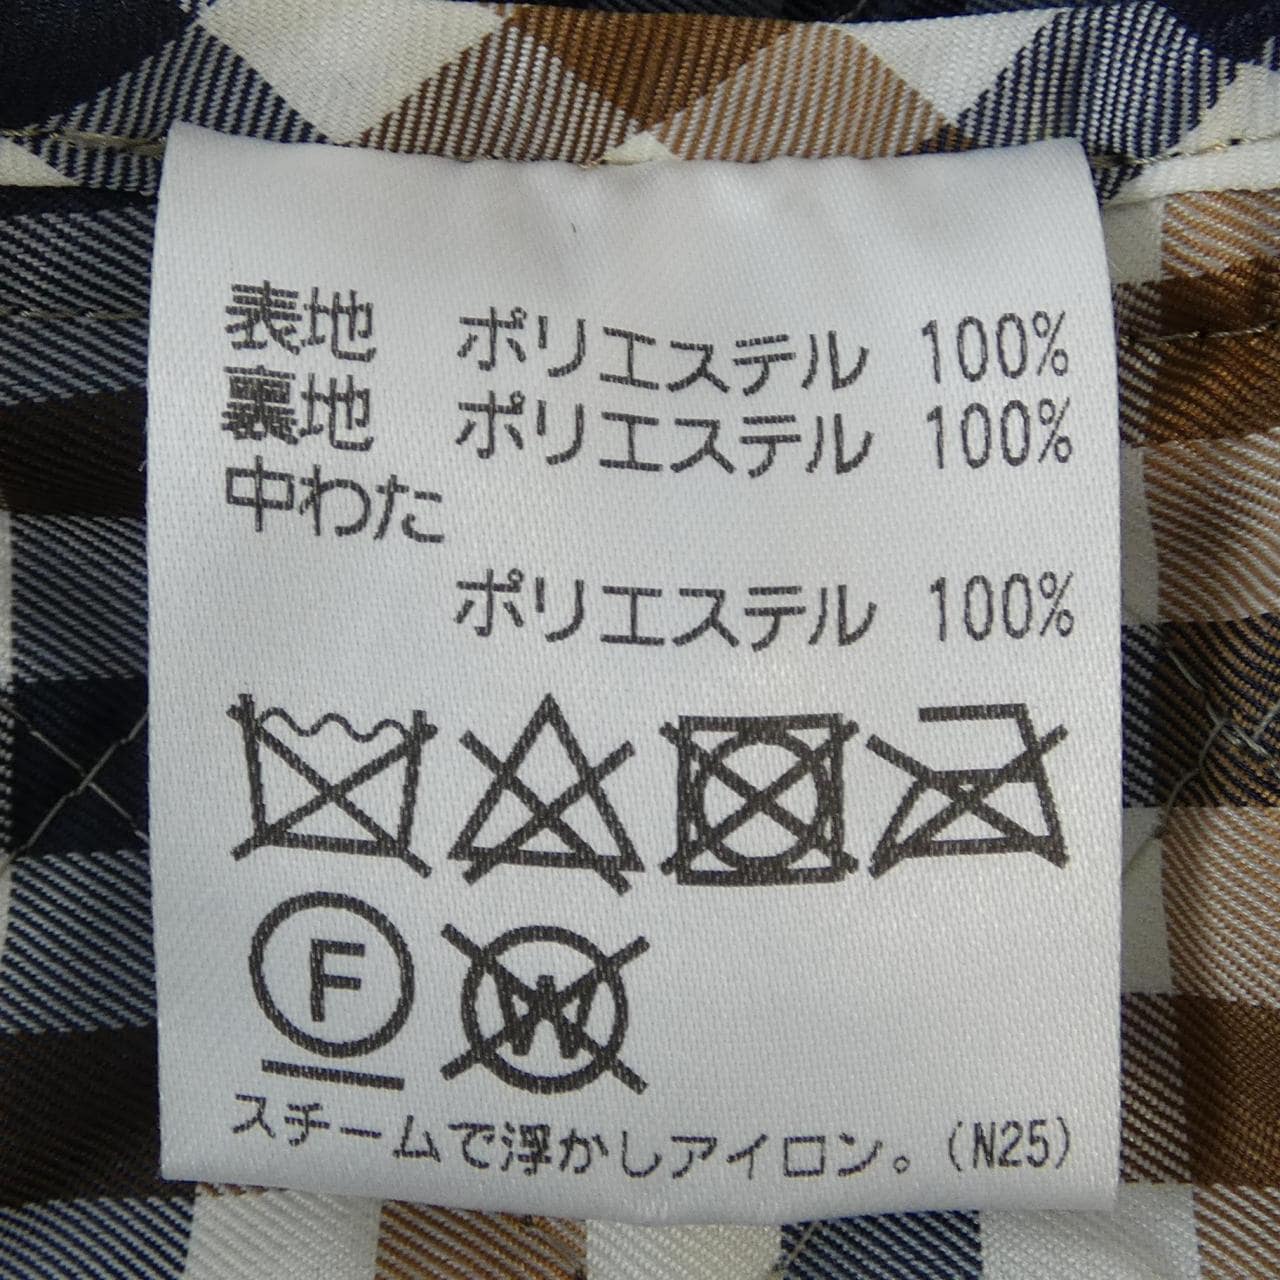 表地 ポリエステル 100%
裏地 ポリエステル 100%
中わた
ポリエステル 100%
F
W
スチームで浮かしアイロン。(N25)